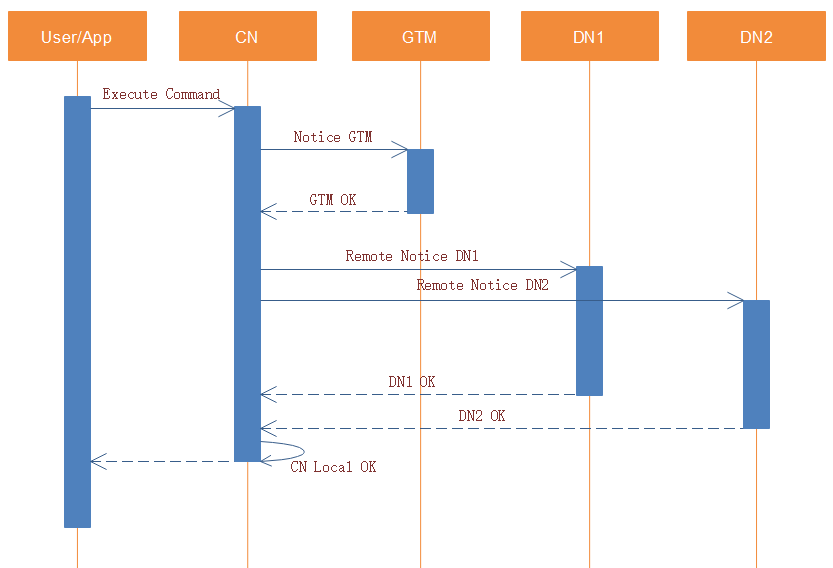 User/App
CN
GTM
DN1
DN2
Execute Command
Notice GTM
GTM OK
Remote Notice DN1
Remote Notice DN2
DN1 OK
DN2 OK
CN Local OK